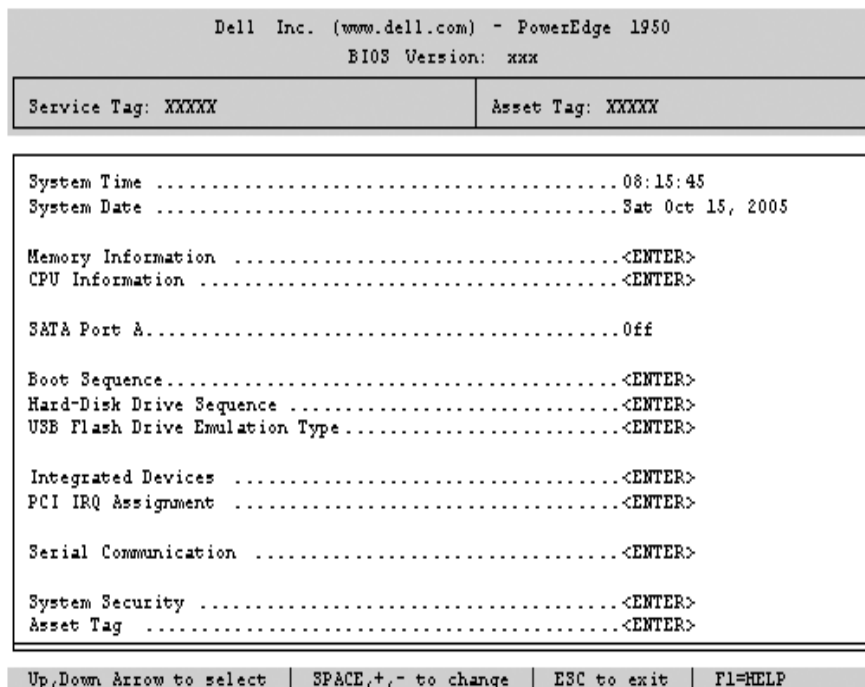 Dell Inc. (www.dell.com) - PowerEdge 1950
BIOS Version: xxx
Service Tag: XXXXX Asset Tag: XXXXX
System Time ........................................... 08:15:45
System Date ........................................... Sat Oct 15, 2005
Memory Information .................................... <ENTER>
CPU Information ....................................... <ENTER>
SATA Port A............................................ Off
Boot Sequence.......................................... <ENTER>
Hard-Disk Drive Sequence .............................. <ENTER>
USB Flash Drive Emulation Type......................... <ENTER>
Integrated Devices .................................... <ENTER>
PCI IRQ Assignment .................................... <ENTER>
Serial Communication .................................. <ENTER>
System Security ....................................... <ENTER>
Asset Tag ............................................. <ENTER>
Up,Down Arrow to select | SPACE,+,- to change | ESC to exit | F1=HELP